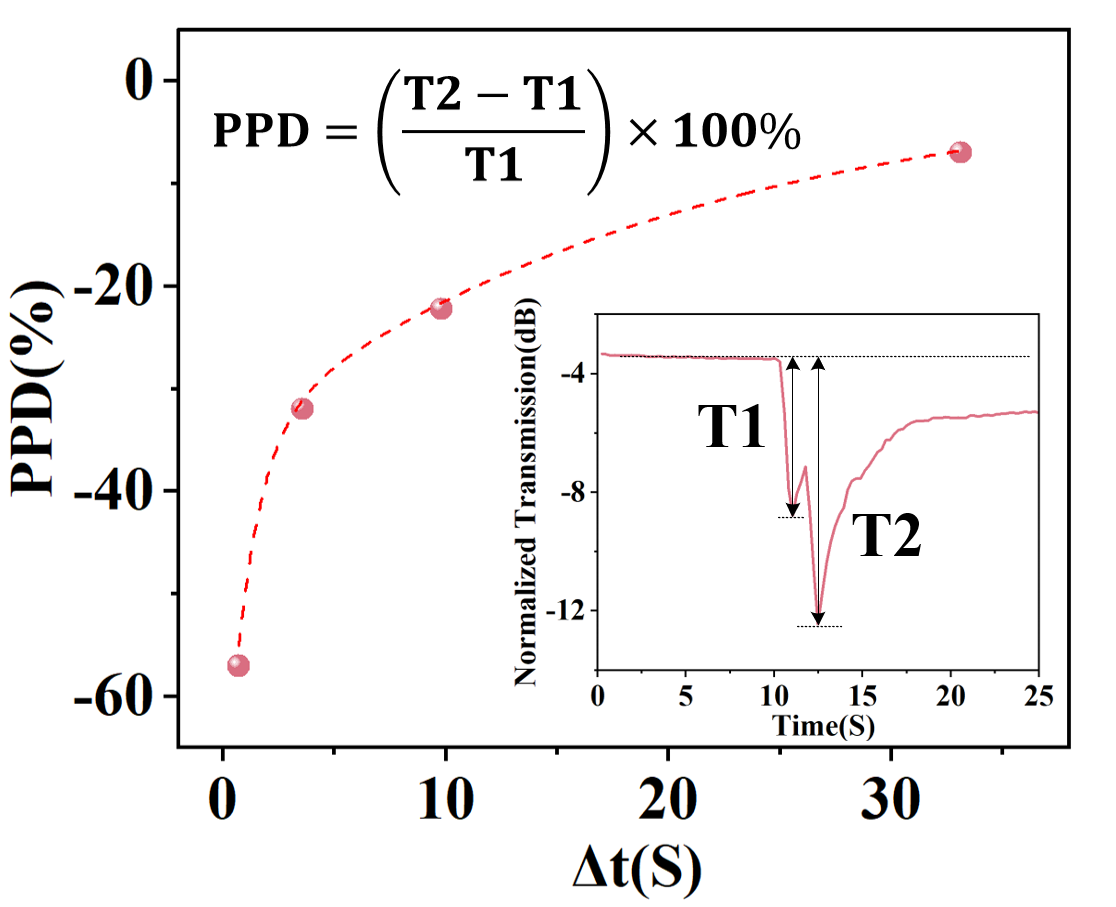 PPD = (T2 − T1 / T1) × 100%
PPD(%)
0
-20
-40
-60
0
10
20
30
Δt(S)
Normalized Transmission(dB)
-4
-8
-12
T1
T2
0
5
10
15
20
25
Time(S)